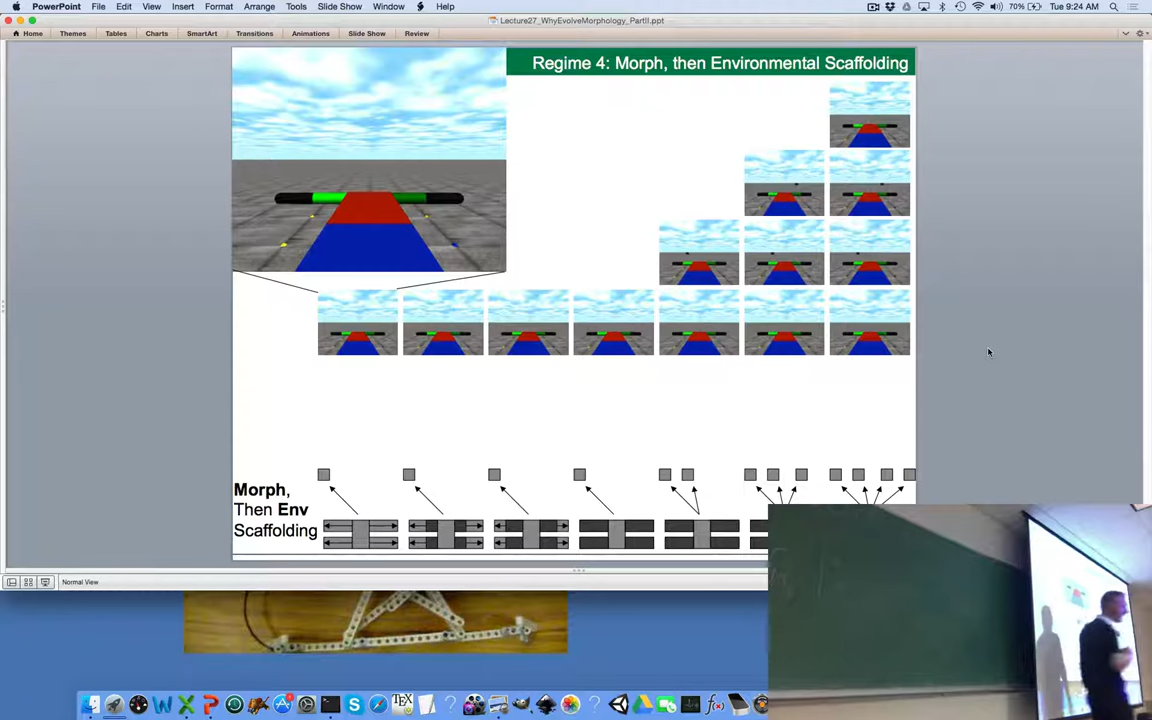 PowerPoint File Edit View Insert Format Arrange Tools Slide Show Window Help 70% Tue 9:24 AM
Lecture27_WhyEvolveMorphology_PartII.ppt
Home Themes Tables Charts SmartArt Transitions Animations Slide Show Review
Regime 4: Morph, then Environmental Scaffolding
Morph,
Then Env
Scaffolding
Normal View